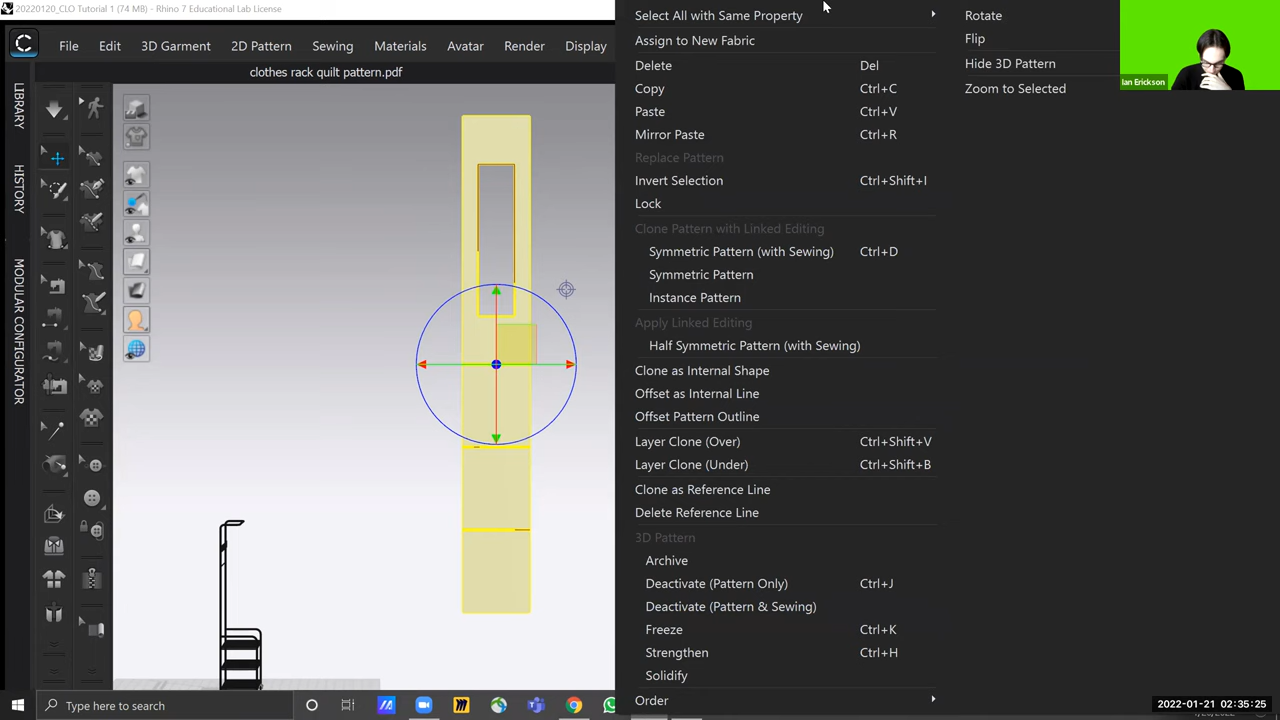 20220120_CLO Tutorial 1 (74 MB) - Rhino 7 Educational Lab License
File Edit 3D Garment 2D Pattern Sewing Materials Avatar Render Display
clothes rack quilt pattern.pdf
LIBRARY
HISTORY
MODULAR CONFIGURATOR
Select All with Same Property
Assign to New Fabric
Delete Del
Copy Ctrl+C
Paste Ctrl+V
Mirror Paste Ctrl+R
Replace Pattern
Invert Selection Ctrl+Shift+I
Lock
Clone Pattern with Linked Editing
Symmetric Pattern (with Sewing) Ctrl+D
Symmetric Pattern
Instance Pattern
Apply Linked Editing
Half Symmetric Pattern (with Sewing)
Clone as Internal Shape
Offset as Internal Line
Offset Pattern Outline
Layer Clone (Over) Ctrl+Shift+V
Layer Clone (Under) Ctrl+Shift+B
Clone as Reference Line
Delete Reference Line
3D Pattern
Archive
Deactivate (Pattern Only) Ctrl+J
Deactivate (Pattern & Sewing)
Freeze Ctrl+K
Strengthen Ctrl+H
Solidify
Order
Rotate
Flip
Hide 3D Pattern
Zoom to Selected
Ian Erickson
Type here to search
2022-01-21 02:35:25